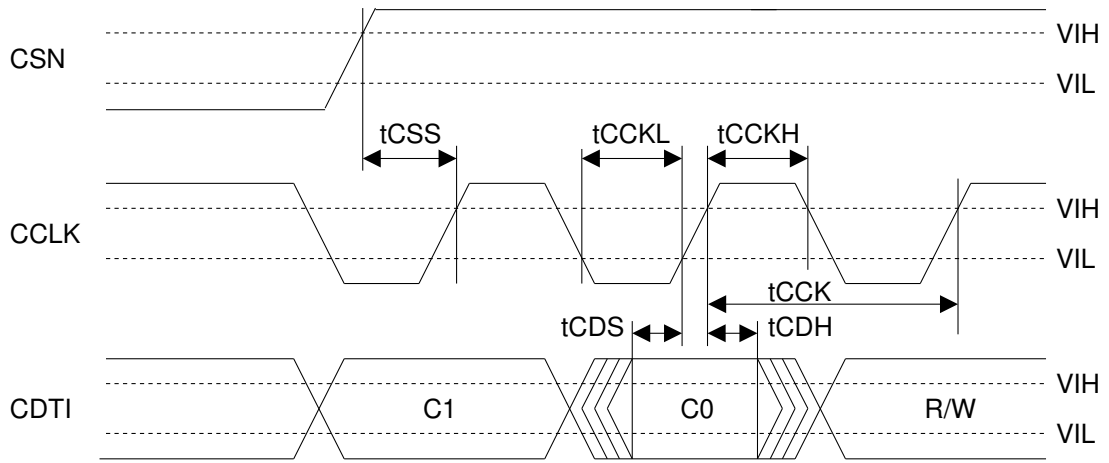 CSN
VIH
VIL
tCSS
tCCKL
tCCKH
CCLK
VIH
VIL
tCCK
tCDS
tCDH
CDTI
C1
C0
R/W
VIH
VIL